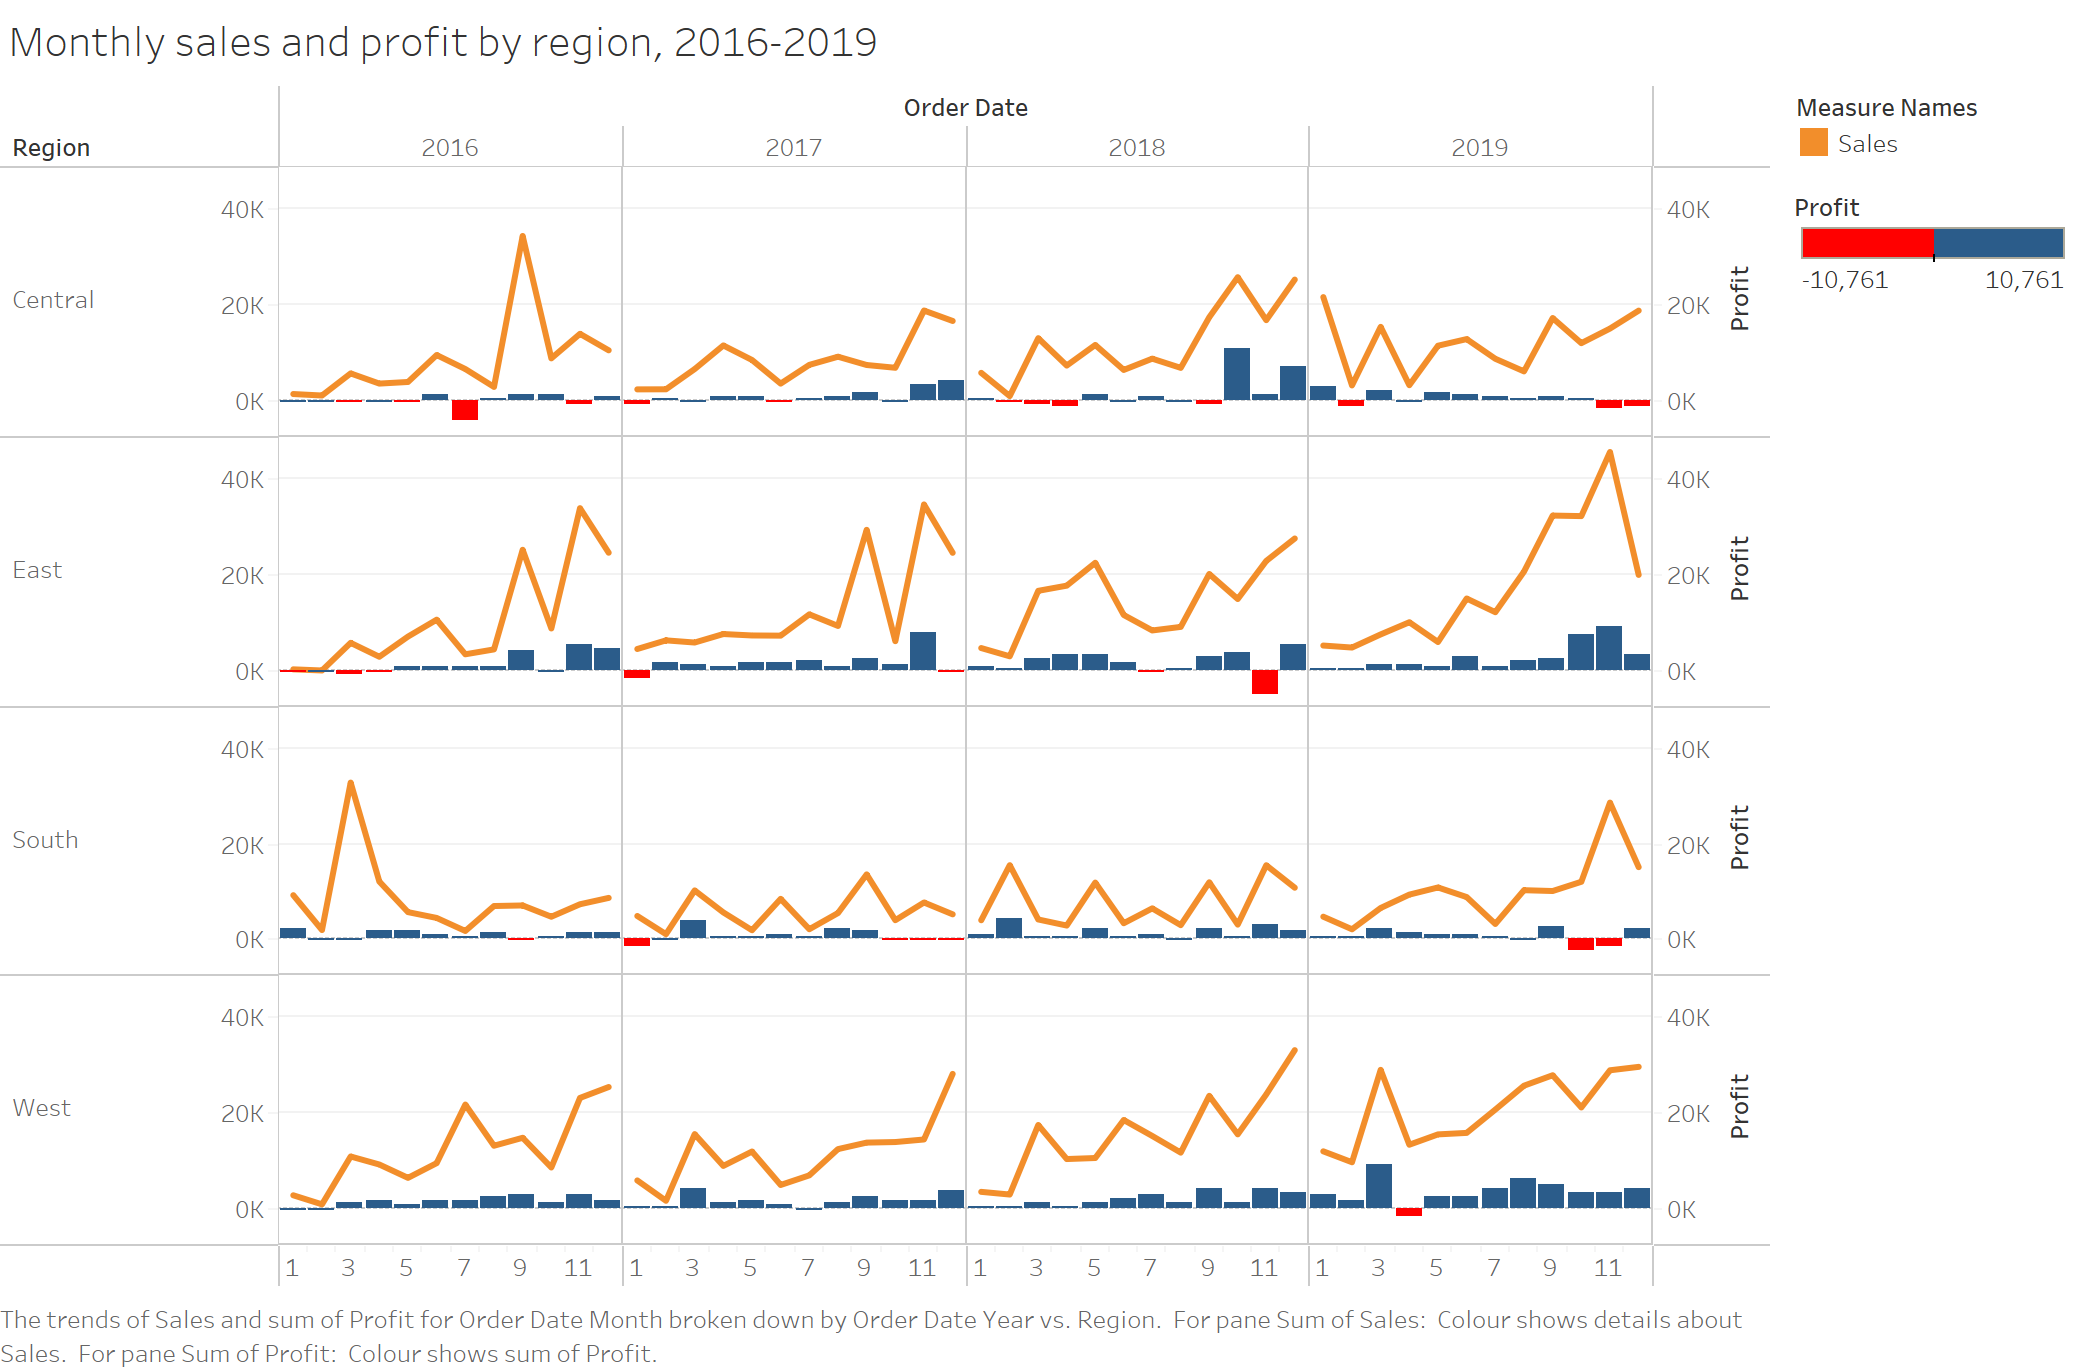 Monthly sales and profit by region, 2016-2019
Order Date
Region 2016 2017 2018 2019
Measure Names
Sales
Profit
-10,761 10,761
Central
40K
20K
0K
40K
20K
0K
Profit
East
40K
20K
0K
40K
20K
0K
Profit
South
40K
20K
0K
40K
20K
0K
Profit
West
40K
20K
0K
40K
20K
0K
Profit
1 3 5 7 9 11 1 3 5 7 9 11 1 3 5 7 9 11 1 3 5 7 9 11
The trends of Sales and sum of Profit for Order Date Month broken down by Order Date Year vs. Region.  For pane Sum of Sales:  Colour shows details about
Sales.  For pane Sum of Profit:  Colour shows sum of Profit.